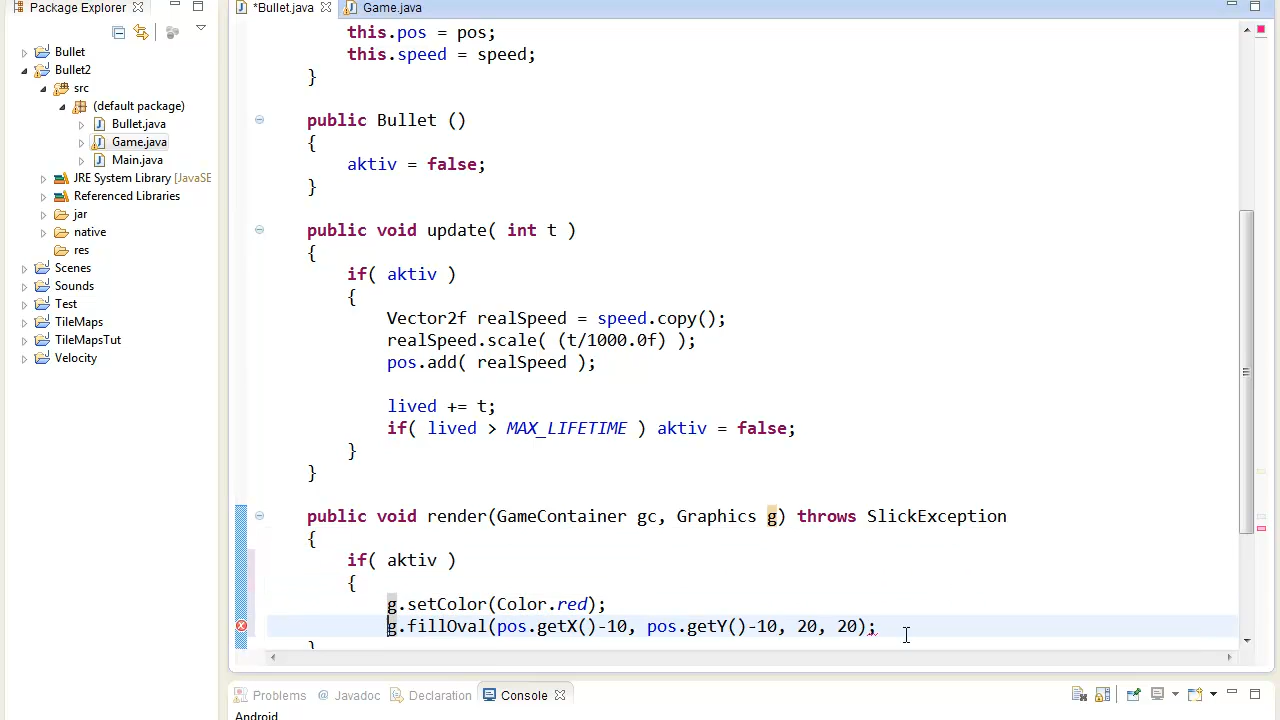 Package Explorer
*Bullet.java
Game.java
Bullet
Bullet2
src
(default package)
Bullet.java
Game.java
Main.java
JRE System Library [JavaSE
Referenced Libraries
jar
native
res
Scenes
Sounds
Test
TileMaps
TileMapsTut
Velocity
this.pos = pos;
this.speed = speed;
}
public Bullet ()
{
aktiv = false;
}
public void update( int t )
{
if( aktiv )
{
Vector2f realSpeed = speed.copy();
realSpeed.scale( (t/1000.0f) );
pos.add( realSpeed );
lived += t;
if( lived > MAX_LIFETIME ) aktiv = false;
}
}
public void render(GameContainer gc, Graphics g) throws SlickException
{
if( aktiv )
{
g.setColor(Color.red);
g.fillOval(pos.getX()-10, pos.getY()-10, 20, 20);
}
Problems
@ Javadoc
Declaration
Console
Android